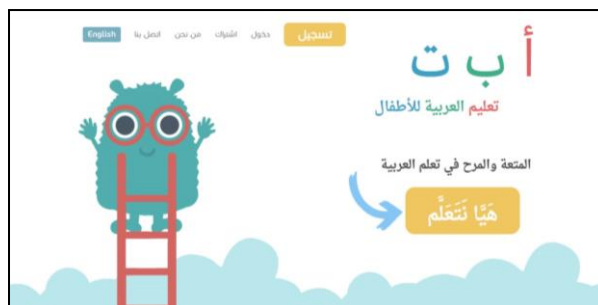 تسجيل دخول اشتراك من نحن اتصل بنا English
أ ب ت
تعليم العربية للأطفال
المتعة والمرح في تعلم العربية
هَيَّا نَتَعَلَّم